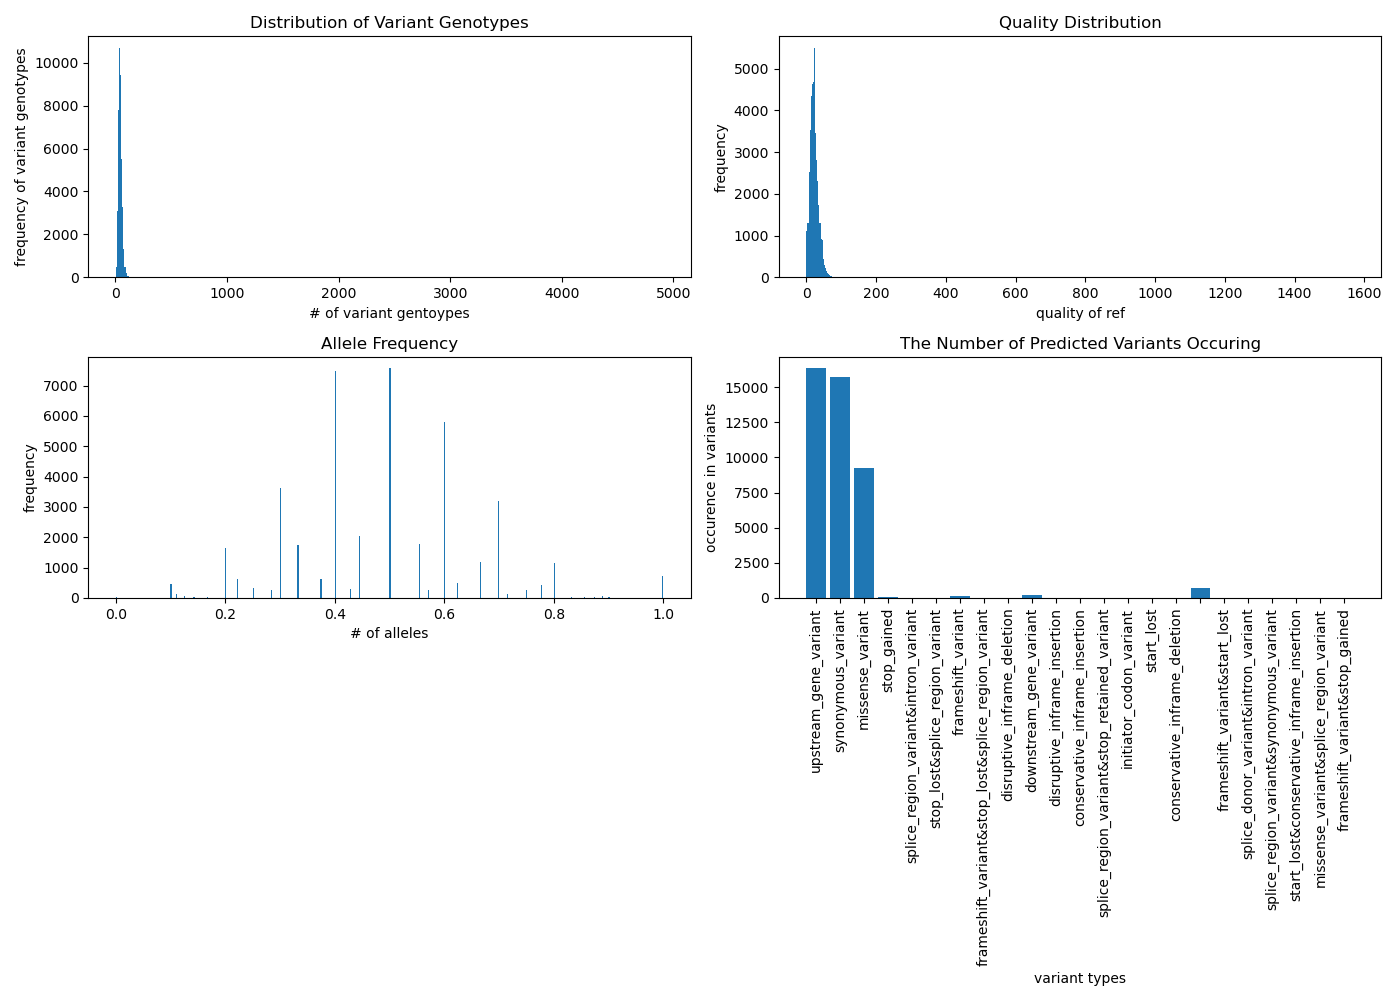 Distribution of Variant Genotypes
frequency of variant genotypes
10000
8000
6000
4000
2000
0
0 1000 2000 3000 4000 5000
# of variant gentoypes
Quality Distribution
frequency
5000
4000
3000
2000
1000
0
0 200 400 600 800 1000 1200 1400 1600
quality of ref
Allele Frequency
frequency
7000
6000
5000
4000
3000
2000
1000
0
0.0 0.2 0.4 0.6 0.8 1.0
# of alleles
The Number of Predicted Variants Occuring
occurence in variants
15000
12500
10000
7500
5000
2500
0
upstream_gene_variant
synonymous_variant
missense_variant
stop_gained
splice_region_variant&intron_variant
stop_lost&splice_region_variant
frameshift_variant
frameshift_variant&stop_lost&splice_region_variant
disruptive_inframe_deletion
downstream_gene_variant
disruptive_inframe_insertion
conservative_inframe_insertion
splice_region_variant&stop_retained_variant
initiator_codon_variant
start_lost
conservative_inframe_deletion
frameshift_variant&start_lost
splice_donor_variant&intron_variant
splice_region_variant&synonymous_variant
start_lost&conservative_inframe_insertion
missense_variant&splice_region_variant
frameshift_variant&stop_gained
variant types